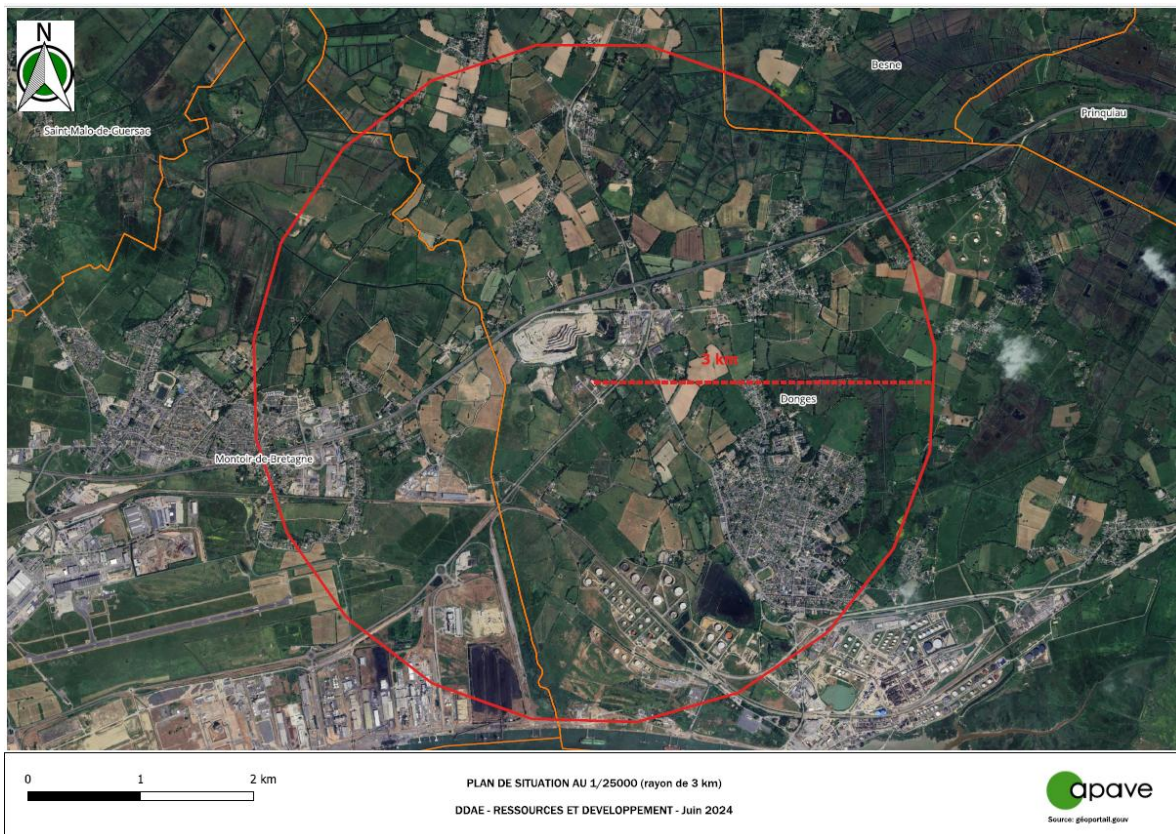 N
Besne
Prinquiau
Saint-Malo-de-Guersac
3 km
Donges
Montoir-de-Bretagne
0 1 2 km
PLAN DE SITUATION AU 1/25000 (rayon de 3 km)
DDAE - RESSOURCES ET DEVELOPPEMENT - Juin 2024
apave
Source: géoportail.gouv